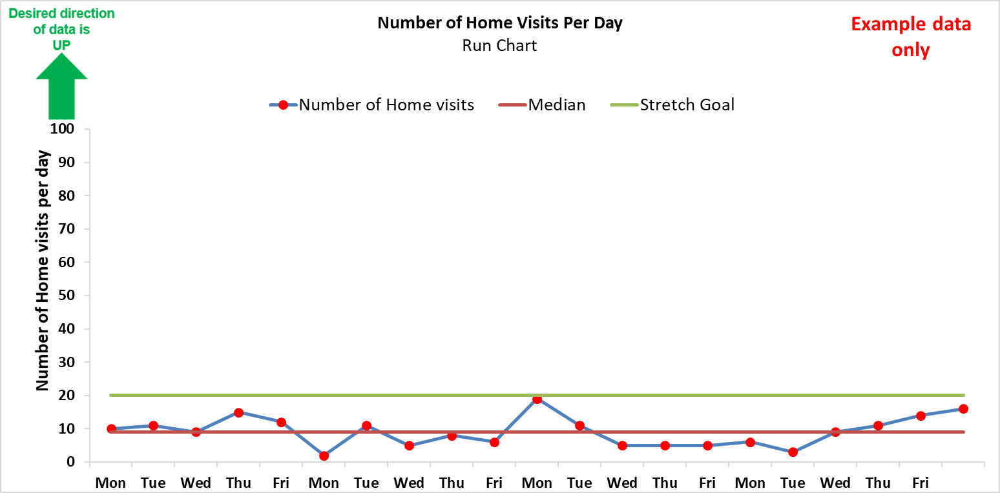 Desired direction
of data is
UP
Number of Home Visits Per Day
Run Chart
Example data
only
Number of Home visits
Median
Stretch Goal
Number of Home visits per day
100
90
80
70
60
50
40
30
20
10
0
Mon Tue Wed Thu Fri Mon Tue Wed Thu Fri Mon Tue Wed Thu Fri Mon Tue Wed Thu Fri